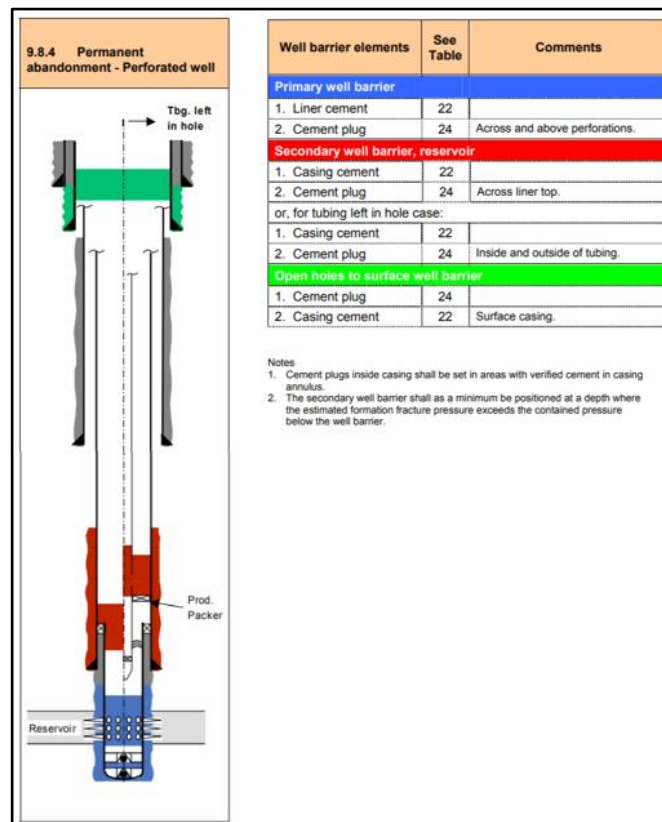 9.8.4 Permanent
abandonment - Perforated well
Tbg. left
in hole
Prod.
Packer
Reservoir
Well barrier elements See Table Comments
Primary well barrier
1. Liner cement 22
2. Cement plug 24 Across and above perforations.
Secondary well barrier, reservoir
1. Casing cement 22
2. Cement plug 24 Across liner top.
or, for tubing left in hole case:
1. Casing cement 22
2. Cement plug 24 Inside and outside of tubing.
Open holes to surface well barrier
1. Cement plug 24
2. Casing cement 22 Surface casing.
Notes
1. Cement plugs inside casing shall be set in areas with verified cement in casing
annulus.
2. The secondary well barrier shall as a minimum be positioned at a depth where
the estimated formation fracture pressure exceeds the contained pressure
below the well barrier.